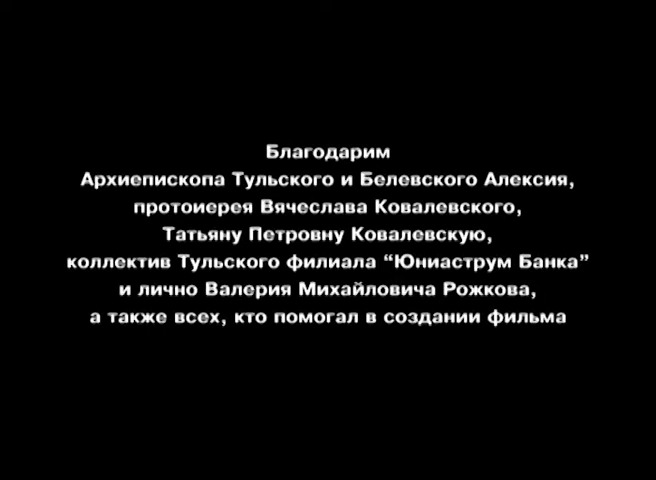 Благодарим
Архиепископа Тульского и Белевского Алексия,
протоиерея Вячеслава Ковалевского,
Татьяну Петровну Ковалевскую,
коллектив Тульского филиала “Юниаструм Банка”
и лично Валерия Михайловича Рожкова,
а также всех, кто помогал в создании фильма